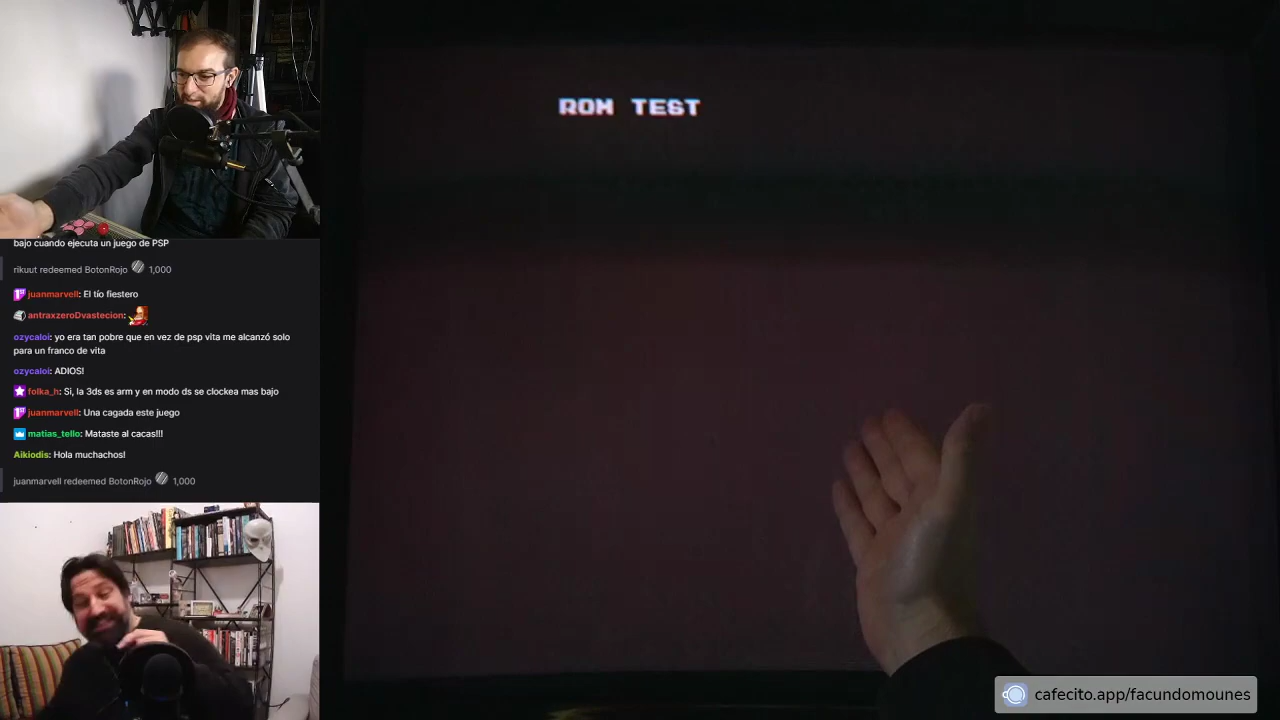 ROM TEST
bajo cuando ejecuta un juego de PSP
rikuut redeemed BotonRojo 1,000
juanmarvell: El tío fiestero
antraxzeroDvastecion:
ozycaloi: yo era tan pobre que en vez de psp vita me alcanzó solo
para un franco de vita
ozycaloi: ADIOS!
folka_h: Si, la 3ds es arm y en modo ds se clockea mas bajo
juanmarvell: Una cagada este juego
matias_tello: Mataste al cacas!!!
Aikiodis: Hola muchachos!
juanmarvell redeemed BotonRojo 1,000
cafecito.app/facundomounes